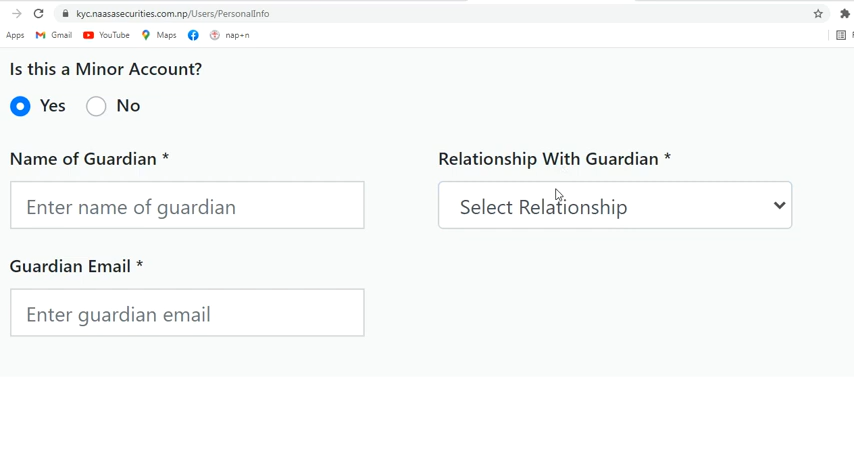 kyc.naasasecurities.com.np/Users/PersonalInfo
Apps Gmail YouTube Maps nap+n
Is this a Minor Account?
Yes No
Name of Guardian * Relationship With Guardian *
Enter name of guardian Select Relationship
Guardian Email *
Enter guardian email